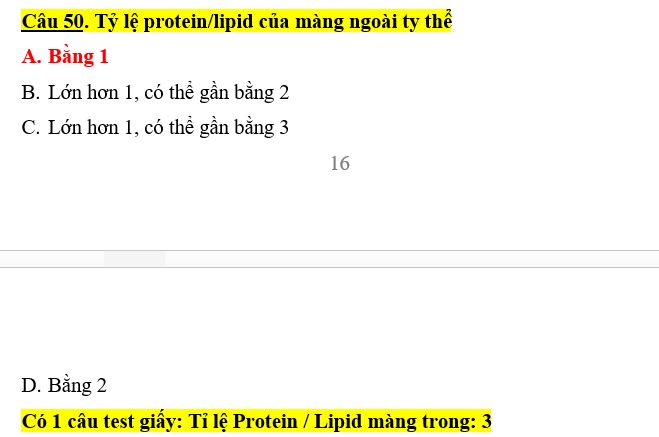 Câu 50. Tỷ lệ protein/lipid của màng ngoài ty thể
A. Bằng 1
B. Lớn hơn 1, có thể gần bằng 2
C. Lớn hơn 1, có thể gần bằng 3
16
D. Bằng 2
Có 1 câu test giấy: Tỉ lệ Protein / Lipid màng trong: 3